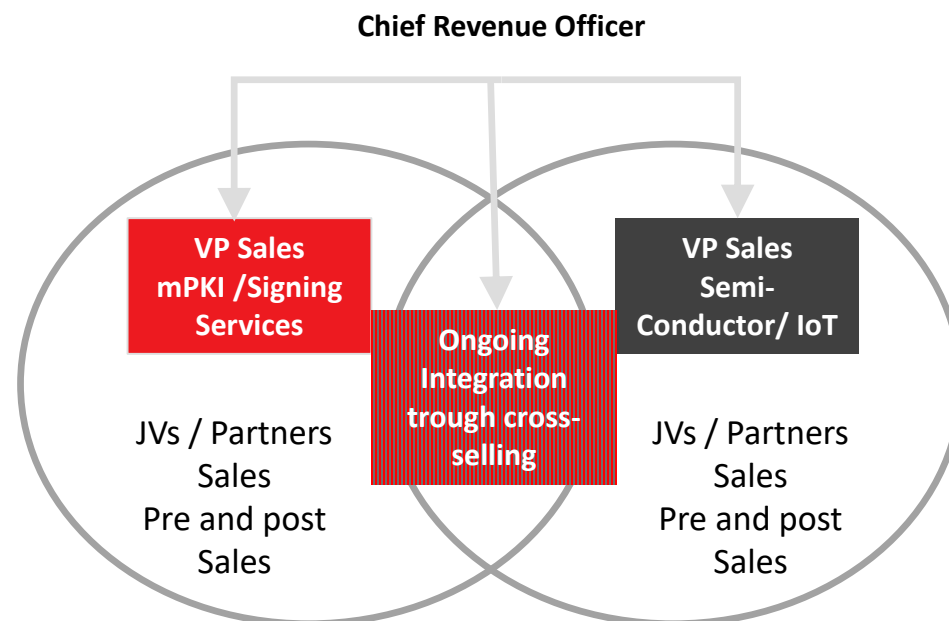 Chief Revenue Officer
VP Sales
mPKI /Signing
Services
VP Sales
Semi-
Conductor/ IoT
Ongoing
Integration
trough cross-
selling
JVs / Partners
Sales
Pre and post
Sales
JVs / Partners
Sales
Pre and post
Sales